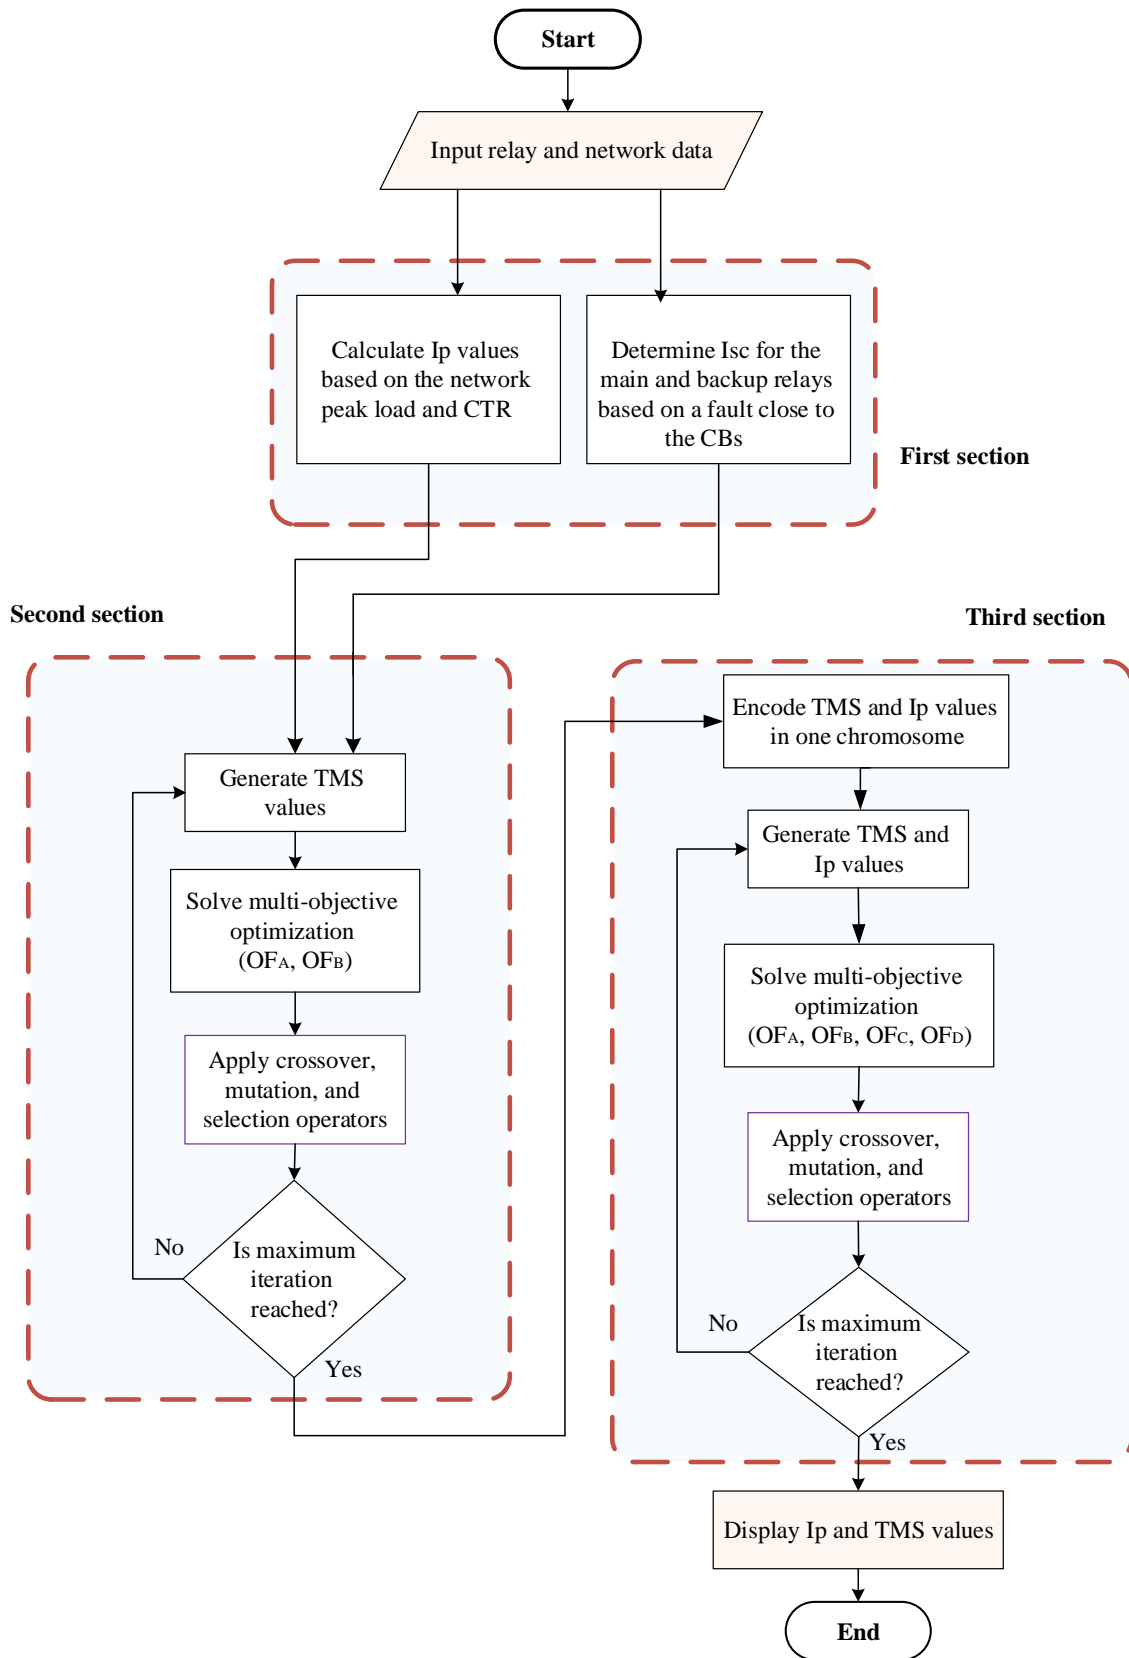 Start
Input relay and network data
Calculate Ip values
based on the network
peak load and CTR
Determine Isc for the
main and backup relays
based on a fault close to
the CBs
First section
Second section
Generate TMS
values
Solve multi-objective
optimization
(OFA, OFB)
Apply crossover,
mutation, and
selection operators
Is maximum
iteration
reached?
No
Yes
Third section
Encode TMS and Ip values
in one chromosome
Generate TMS and
Ip values
Solve multi-objective
optimization
(OFA, OFB, OFC, OFD)
Apply crossover,
mutation, and
selection operators
Is maximum
iteration
reached?
No
Yes
Display Ip and TMS values
End